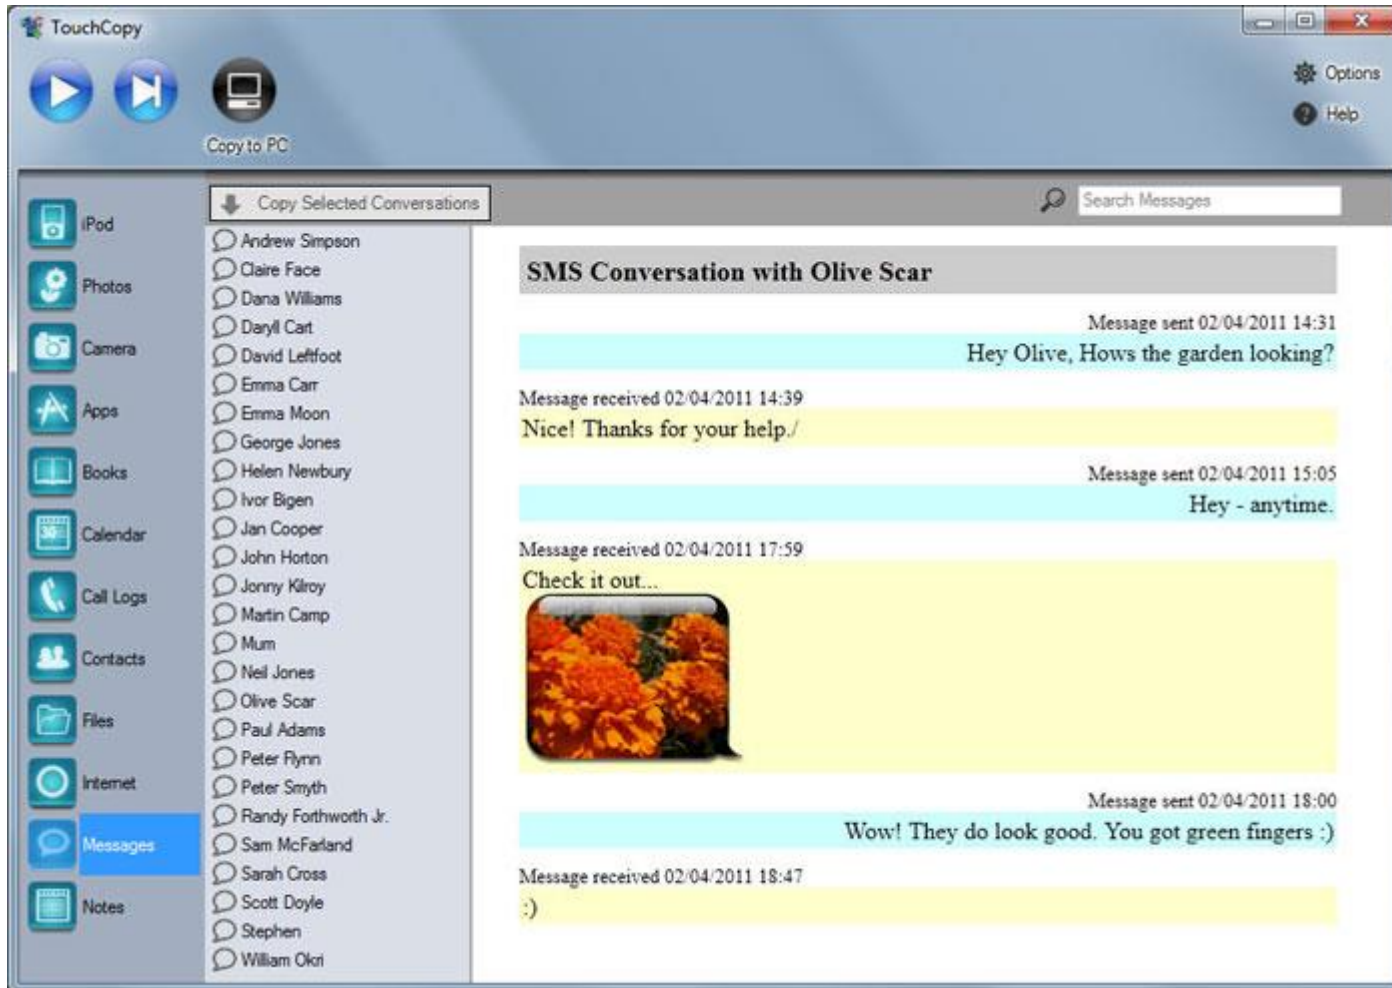 TouchCopy
Options
Help
Copy to PC
iPod
Photos
Camera
Apps
Books
30
Calendar
Call Logs
Contacts
Files
Internet
Messages
Notes
Copy Selected Conversations
Search Messages
Andrew Simpson
Claire Face
Dana Williams
Daryll Cart
David Leftfoot
Emma Carr
Emma Moon
George Jones
Helen Newbury
Ivor Bigen
Jan Cooper
John Horton
Jonny Kilroy
Martin Camp
Mum
Neil Jones
Olive Scar
Paul Adams
Peter Flynn
Peter Smyth
Randy Forthworth Jr.
Sam McFarland
Sarah Cross
Scott Doyle
Stephen
William Okri
SMS Conversation with Olive Scar
Message sent 02/04/2011 14:31
Hey Olive, Hows the garden looking?
Message received 02/04/2011 14:39
Nice! Thanks for your help./
Message sent 02/04/2011 15:05
Hey - anytime.
Message received 02/04/2011 17:59
Check it out...
Message sent 02/04/2011 18:00
Wow! They do look good. You got green fingers :)
Message received 02/04/2011 18:47
:)